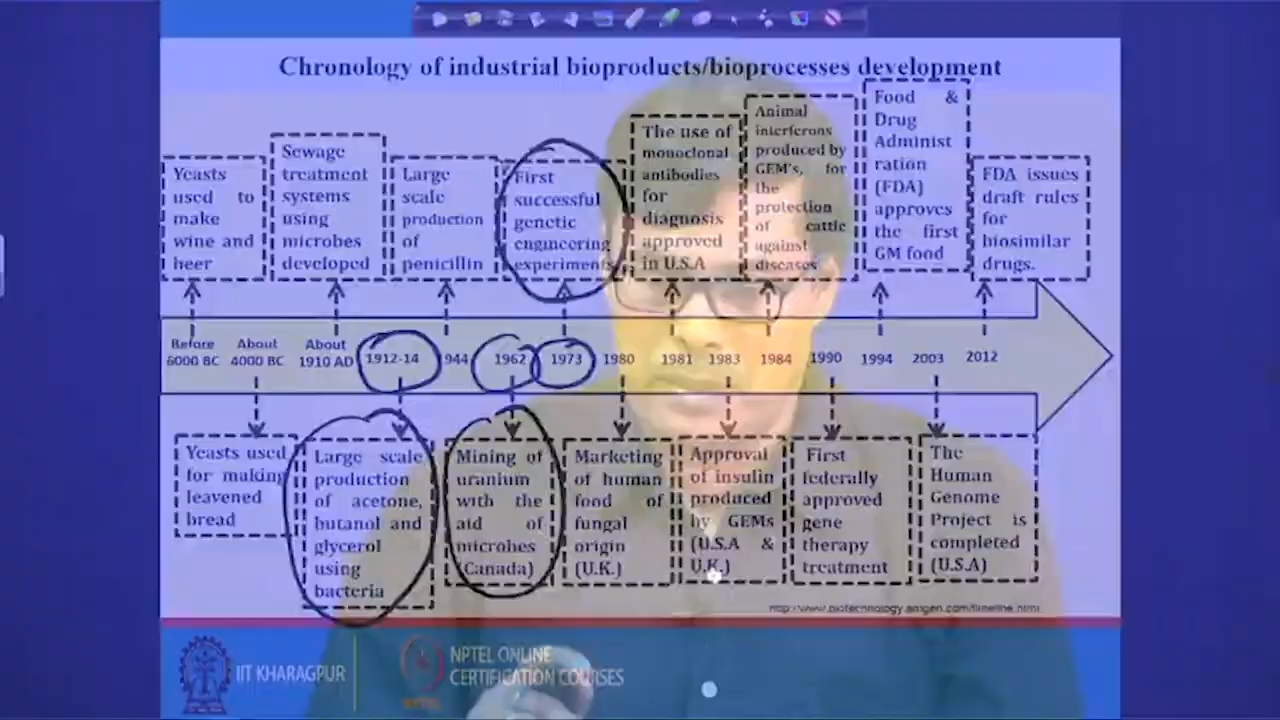 Chronology of industrial bioproducts/bioprocesses development
Yeasts
used to
make
wine and
beer
Sewage
treatment
systems
using
microbes
developed
Large
scale
production
of
penicillin
First
successful
genetic
engineering
experiments
The use of
monoclonal
antibodies
for
diagnosis
approved
in U.S.A
Animal
interferons
produced by
GEM's, for
the
protection
of cattle
against
diseases
Food &
Drug
Administ
ration
(FDA)
approves
the first
GM food
FDA issues
draft rules
for
biosimilar
drugs.
Before
6000 BC
About
4000 BC
About
1910 AD
1912-14
944
1962
1973
1980
1981
1983
1984
1990
1994
2003
2012
Yeasts used
for making
leavened
bread
Large scale
production
of acetone,
butanol and
glycerol
using
bacteria
Mining of
uranium
with the
aid of
microbes
(Canada)
Marketing
of human
food of
fungal
origin
(U.K.)
Approval
of insulin
produced
by GEMs
(U.S.A &
U.K.)
First
federally
approved
gene
therapy
treatment
The
Human
Genome
Project is
completed
(U.S.A)
IIT KHARAGPUR
NPTEL ONLINE
CERTIFICATION COURSES
NPTEL